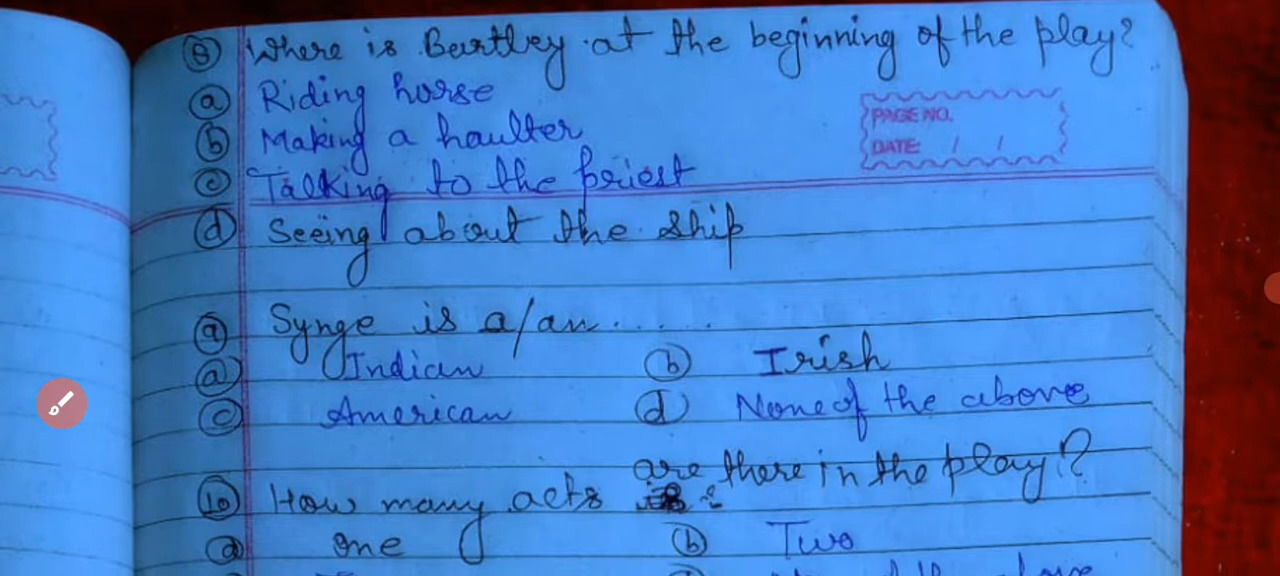 8 Where is Bartley at the beginning of the play?
a Riding horse
b Making a haulter
PAGE NO.
DATE: / /
c Talking to the priest
d Seeing about the ship
9 Synge is a/an.....
a Indian b Irish
c American d None of the above
are there in the play?
10 How many acts
a One b Two